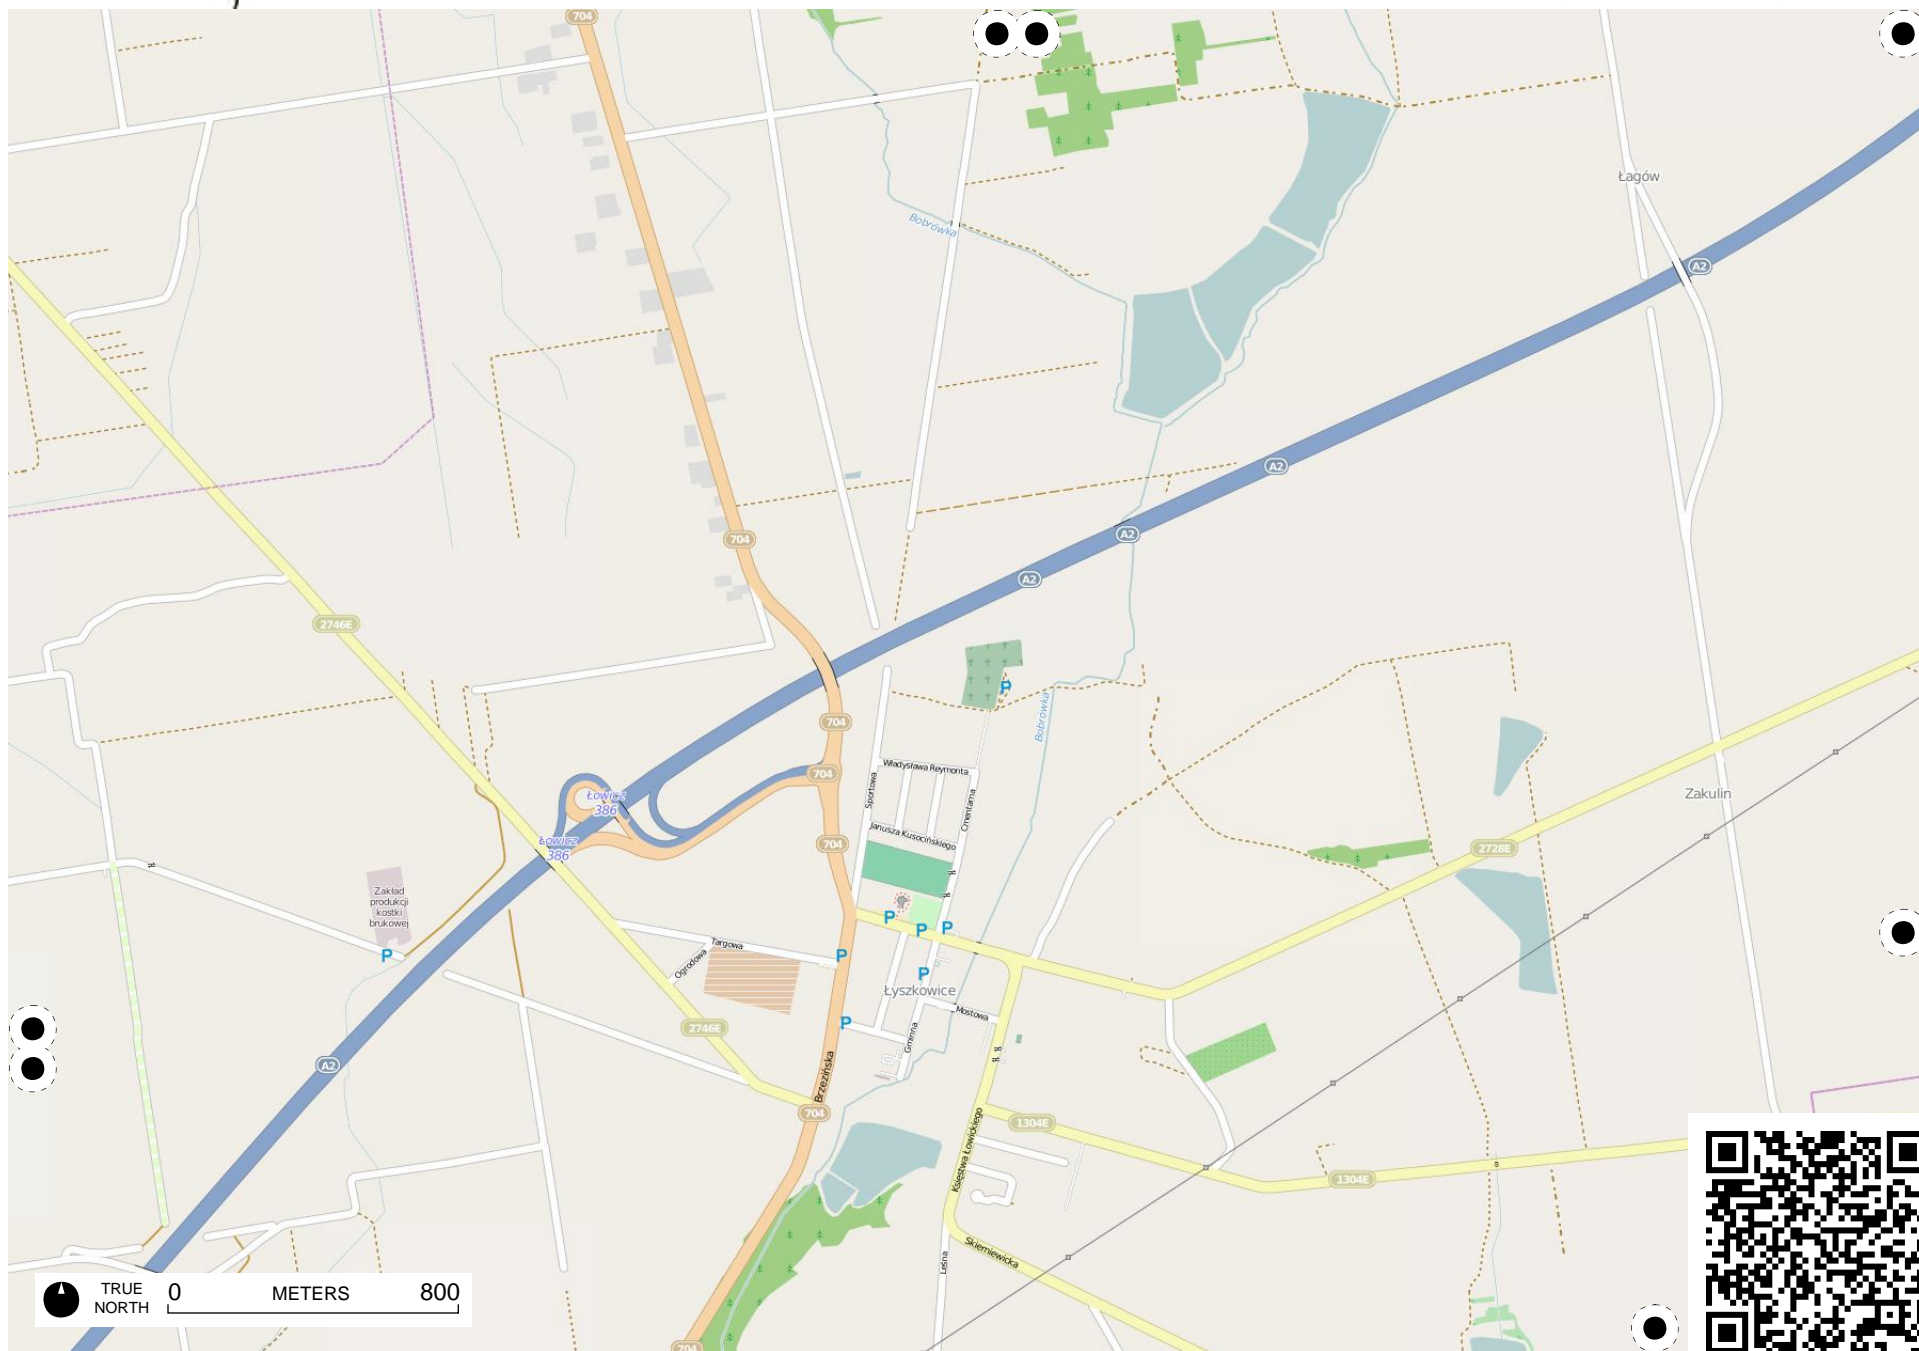 704
Łagów
Bobrówka
A2
A2
704
A2
A2
2746E
P
Bobrówka
704
704
Władysława Reymonta
Sportowa
Cmentarna
Łowicz
386
Zakulin
Janusza Kusocińskiego
704
Łowicz
386
2728E
Zakład
produkcji
kostki
brukowej
P
P
P
P
Targowa
P
Ogrodowa
P
Łyszkowice
Mostowa
P
2746E
Gminna
A2
Brzezińska
704
1304E
Księstwa Łowickiego
1304E
Skierniewicka
Leśna
TRUE
NORTH
0 METERS 800
704